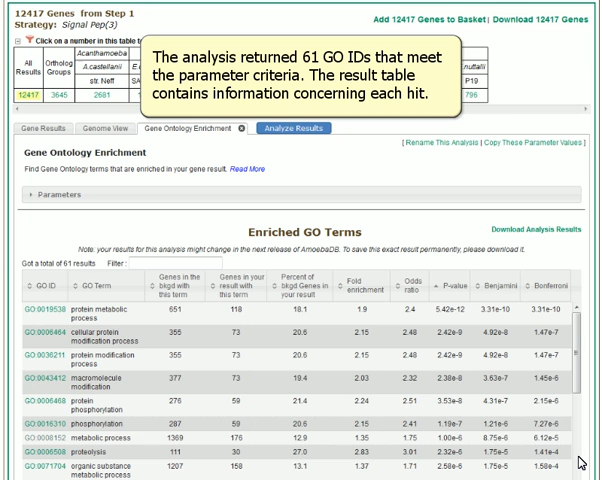 12417 Genes from Step 1
Strategy: Signal Pep(3)
Add 12417 Genes to Basket | Download 12417 Genes
Click on a number in this table t
All Results Ortholog Groups Acanthamoeba
A.castellanii E. .nuttalli
str. Neff SA P19
12417 3645 2681 1 796
The analysis returned 61 GO IDs that meet
the parameter criteria. The result table
contains information concerning each hit.
Gene Results Genome View Gene Ontology Enrichment Analyze Results
[ Rename This Analysis | Copy These Parameter Values ]
Gene Ontology Enrichment
Find Gene Ontology terms that are enriched in your gene result. Read More
Parameters
Enriched GO Terms
Download Analysis Results
Note: your results for this analysis might change in the next release of AmoebaDB. To save this exact result permanently, please download it.
Got a total of 61 results Filter:
GO ID GO Term Genes in the bkgd with this term Genes in your result with this term Percent of bkgd Genes in your result Fold enrichment Odds ratio P-value Benjamini Bonferroni
GO:0019538 protein metabolic process 651 118 18.1 1.9 2.4 5.42e-12 3.31e-10 3.31e-10
GO:0006464 cellular protein modification process 355 73 20.6 2.15 2.48 2.42e-9 4.92e-8 1.47e-7
GO:0036211 protein modification process 355 73 20.6 2.15 2.48 2.42e-9 4.92e-8 1.47e-7
GO:0043412 macromolecule modification 377 73 19.4 2.03 2.32 2.38e-8 3.63e-7 1.45e-6
GO:0006468 protein phosphorylation 276 59 21.4 2.24 2.51 3.53e-8 4.31e-7 2.15e-6
GO:0016310 phosphorylation 287 59 20.6 2.15 2.41 1.19e-7 1.21e-6 7.27e-6
GO:0008152 metabolic process 1369 176 12.9 1.35 1.75 1.00e-6 8.75e-6 6.12e-5
GO:0006508 proteolysis 111 30 27.0 2.83 3.01 2.32e-6 1.75e-5 1.41e-4
GO:0071704 organic substance metabolic process 1207 158 13.1 1.37 1.71 2.58e-6 1.75e-5 1.58e-4